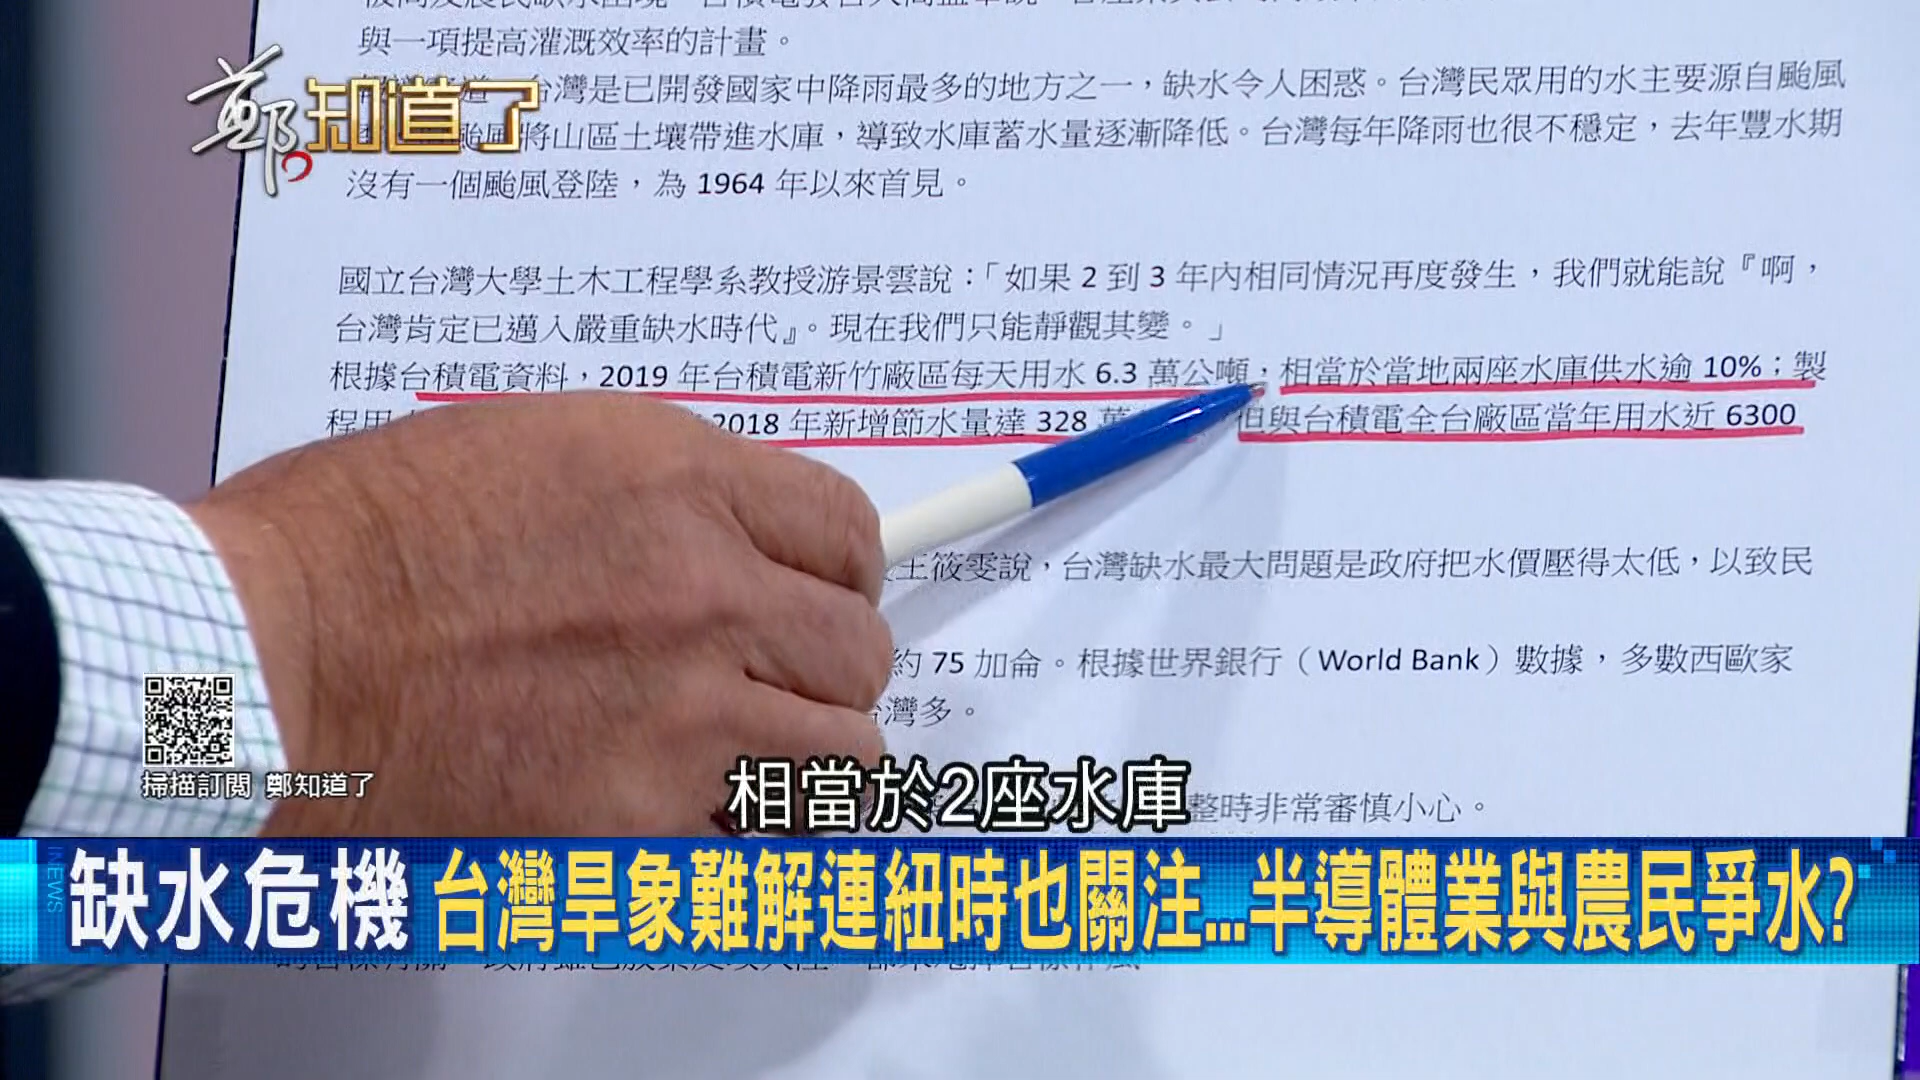 與一項提高灌溉效率的計畫。
鄭知道了
台灣是已開發國家中降雨最多的地方之一，缺水令人困惑。台灣民眾用的水主要源自颱風
將山區土壤帶進水庫，導致水庫蓄水量逐漸降低。台灣每年降雨也很不穩定，去年豐水期
沒有一個颱風登陸，為 1964 年以來首見。
國立台灣大學土木工程學系教授游景雲說：「如果 2 到 3 年內相同情況再度發生，我們就能說『啊，
台灣肯定已邁入嚴重缺水時代』。現在我們只能靜觀其變。」
根據台積電資料，2019 年台積電新竹廠區每天用水 6.3 萬公噸，相當於當地兩座水庫供水逾 10%；製
程用 2018 年新增節水量達 328 萬 但與台積電全台廠區當年用水近 6300
王筱雯說，台灣缺水最大問題是政府把水價壓得太低，以致民
約 75 加侖。根據世界銀行（World Bank）數據，多數西歐家
台灣多。
掃描訂閱 鄭知道了
相當於2座水庫
整時非常審慎小心。
NEWS
缺水危機 台灣旱象難解連紐時也關注...半導體業與農民爭水?